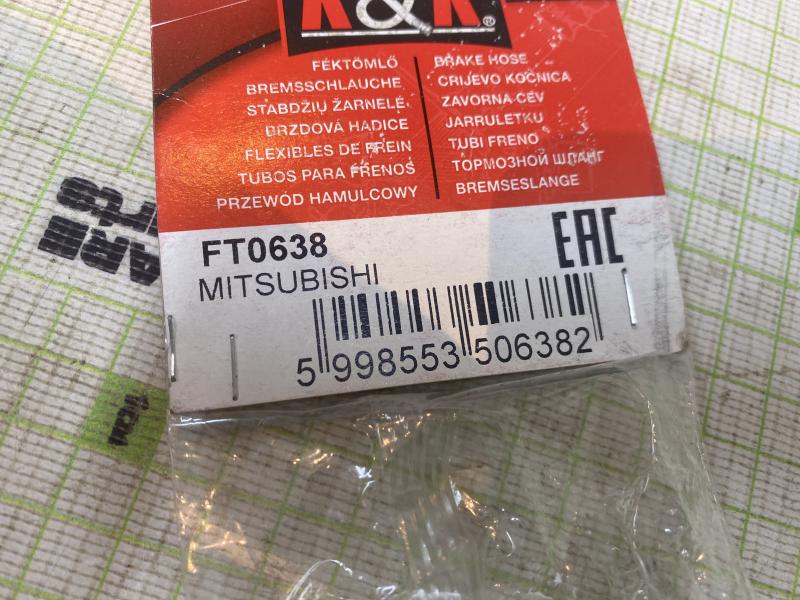 K&K®
FÉKTÖMLŐ
BREMSSCHLAUCHE
STABDŽIŲ ŽARNELĖ
BRZDOVÁ HADICE
FLEXIBLES DE FREIN
TUBOS PARA FRENOS
PRZEWÓD HAMULCOWY
BRAKE HOSE
CRIJEVO KOČNICA
ZAVORNA CEV
JARRULETKU
TUBI FRENO
ТОРМОЗНОЙ ШЛАНГ
BREMSESLANGE
FT0638
EAC
MITSUBISHI
5 998553 506382